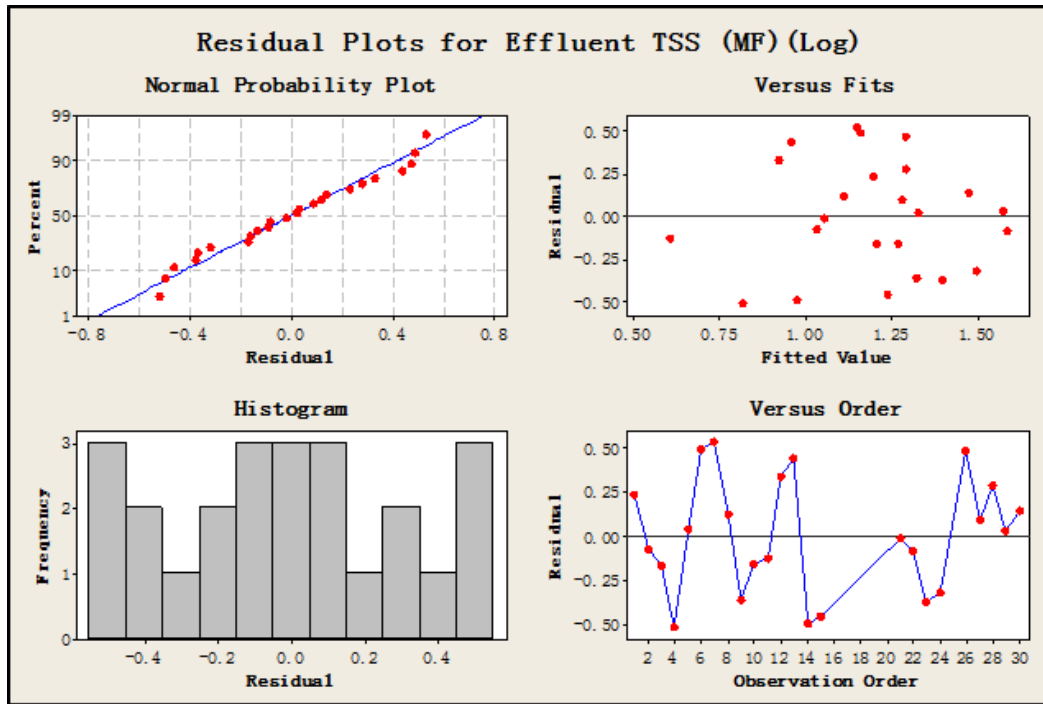 Residual Plots for Effluent TSS (MF)(Log)
Normal Probability Plot
99
90
50
10
1
Percent
-0.8 -0.4 0.0 0.4 0.8
Residual
Versus Fits
0.50
0.25
0.00
-0.25
-0.50
Residual
0.50 0.75 1.00 1.25 1.50
Fitted Value
Histogram
3
2
1
0
Frequency
-0.4 -0.2 0.0 0.2 0.4
Residual
Versus Order
0.50
0.25
0.00
-0.25
-0.50
Residual
2 4 6 8 10 12 14 16 18 20 22 24 26 28 30
Observation Order